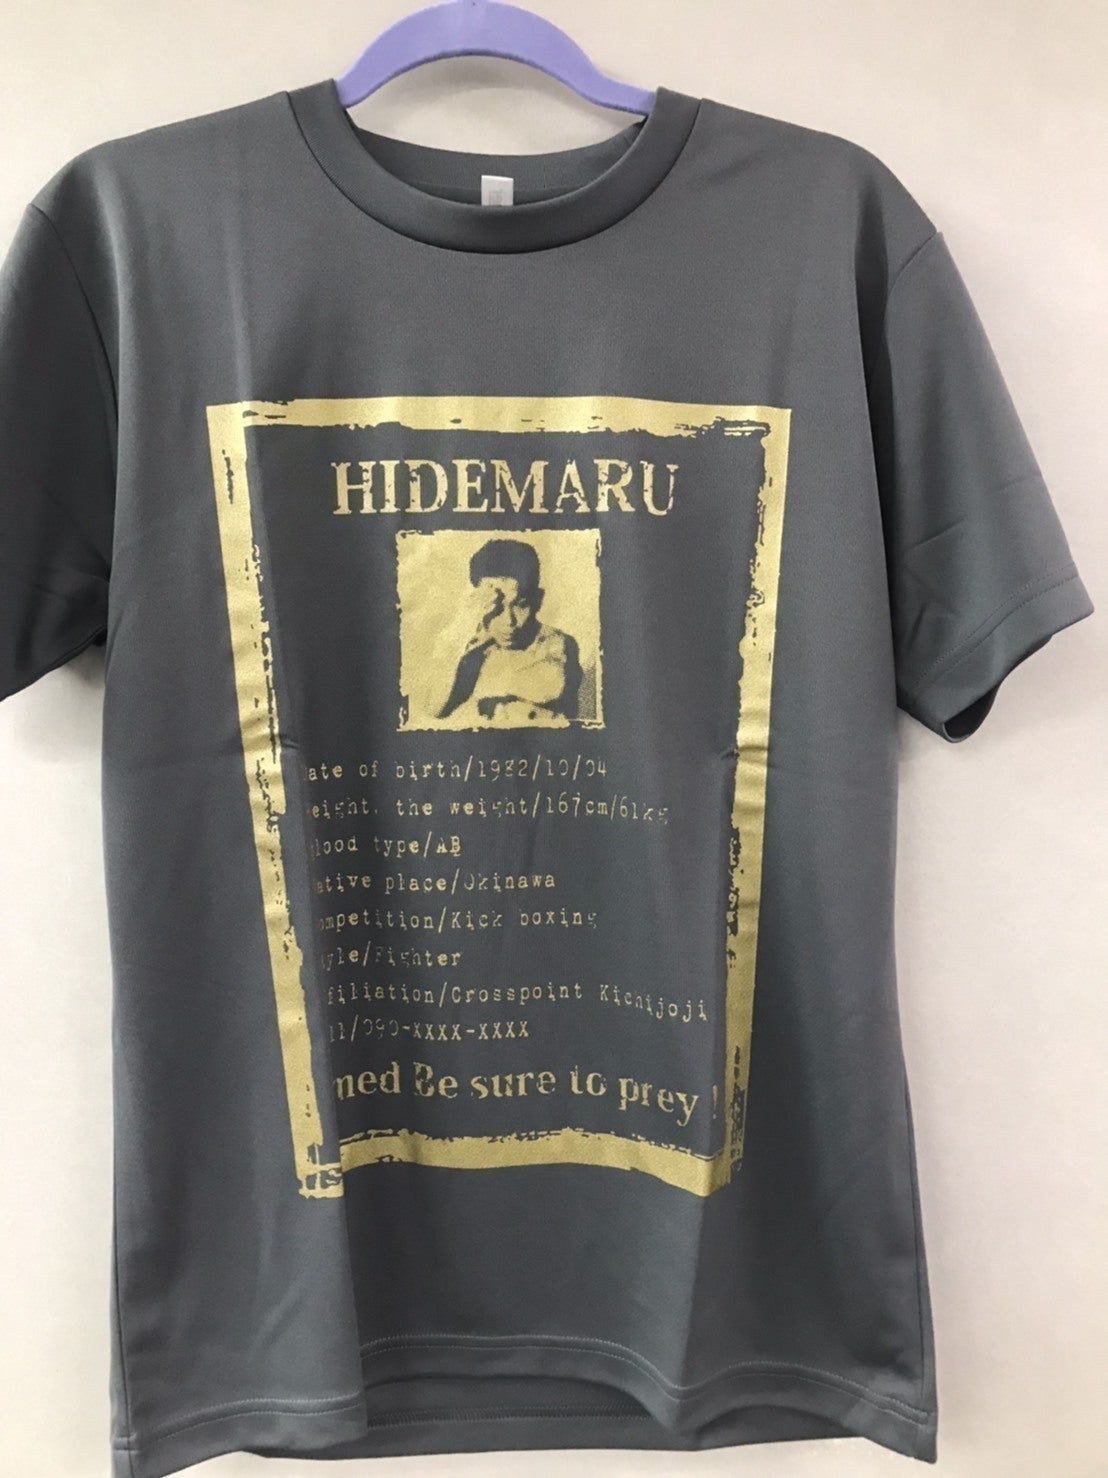 HIDEMARU
ate of birth/1982/10/04
eight. the weight/167cm/61kg
lood type/AB
ative place/Okinawa
ompetition/Kick boxing
yle/Fighter
filiation/Crosspoint Kichijoji
ll/090-XXXX-XXXX
med Be sure to prey !